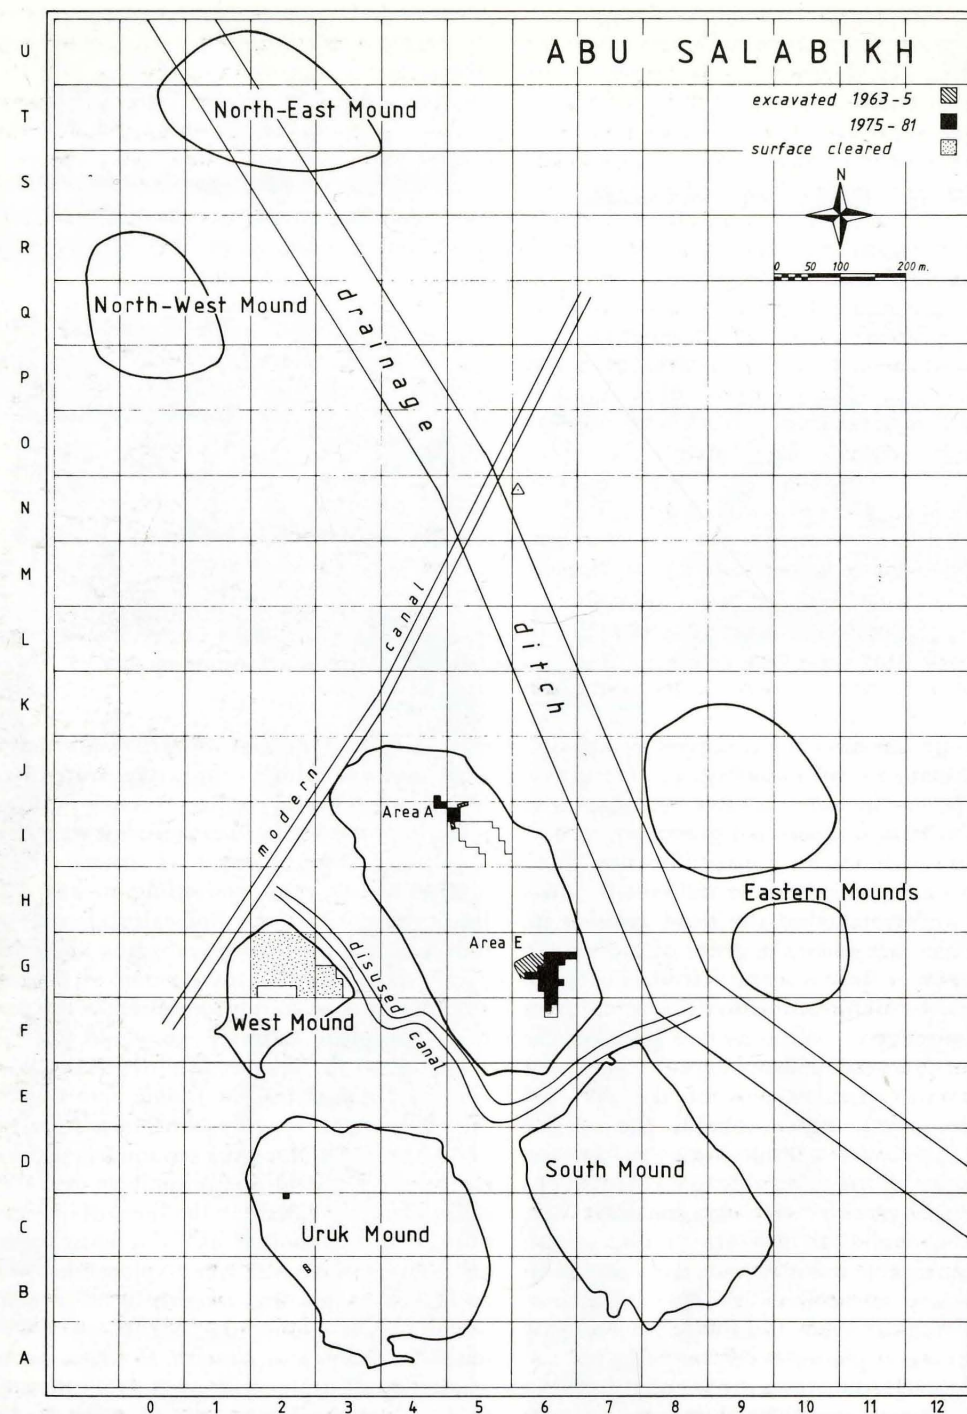 ABU SALABIKH
excavated 1963-5
1975-81
surface cleared
N
0 50 100 200 m.
U
T
S
R
Q
P
O
N
M
L
K
J
I
H
G
F
E
D
C
B
A
North-East Mound
North-West Mound
drainage
ditch
modern canal
Area A
Eastern Mounds
Area E
disused canal
West Mound
South Mound
Uruk Mound
0 1 2 3 4 5 6 7 8 9 10 11 12